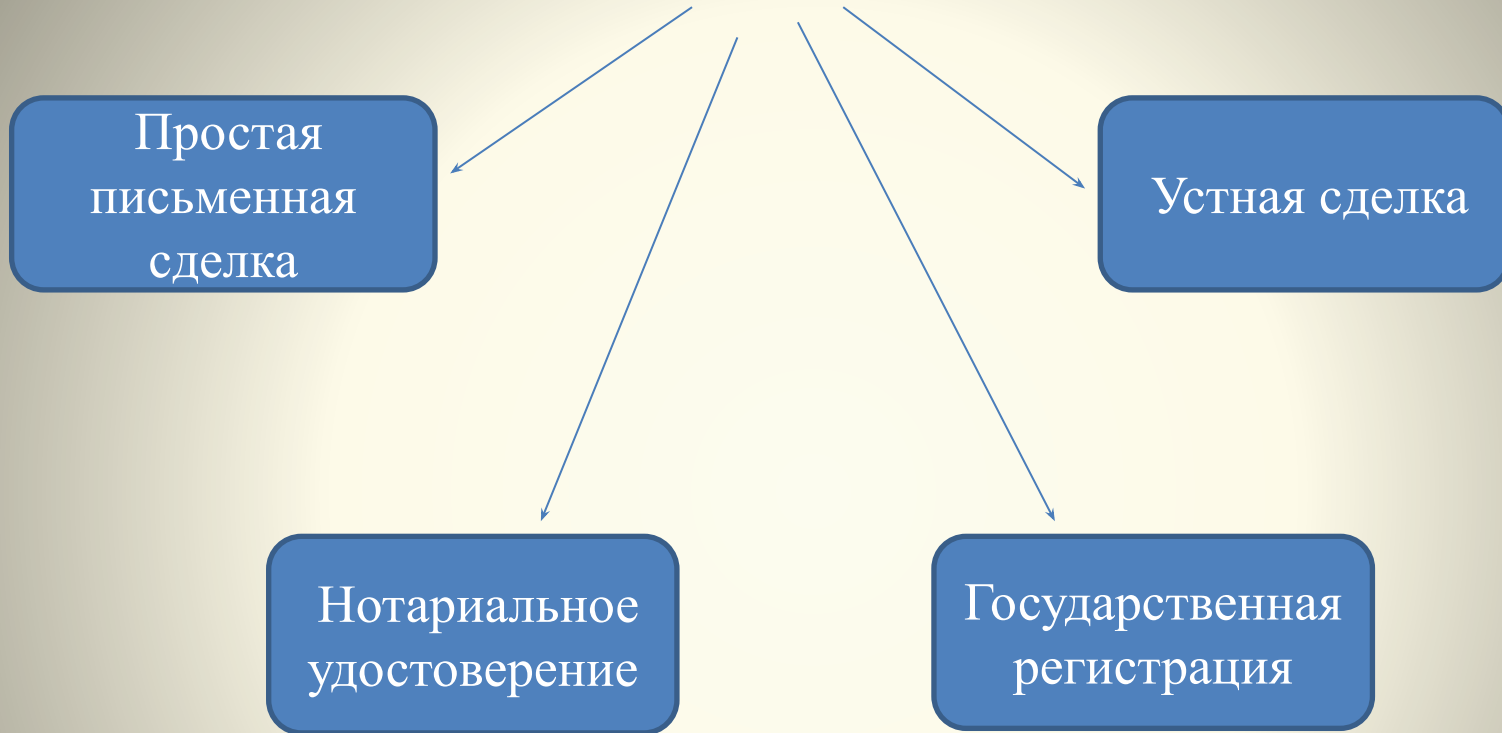 Простая
письменная
сделка
Устная сделка
Нотариальное
удостоверение
Государственная
регистрация